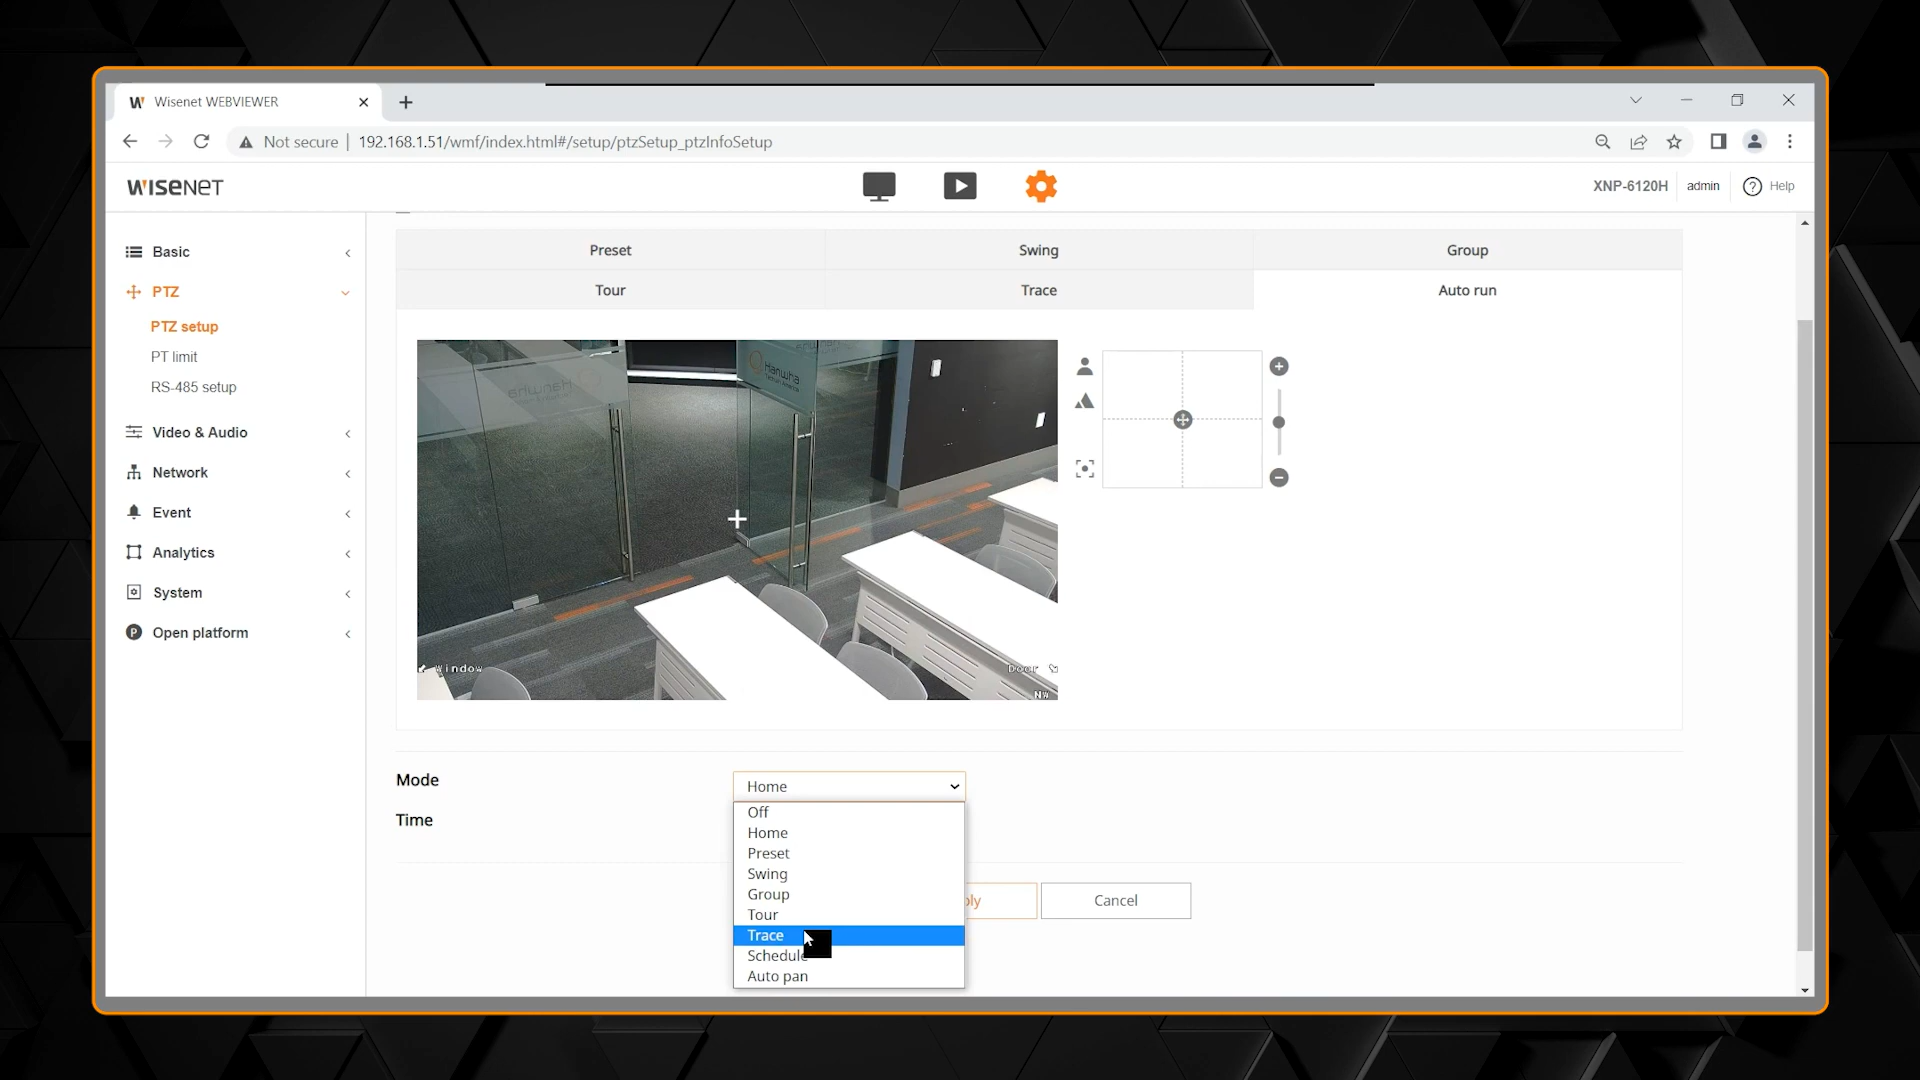 Wisenet WEBVIEWER
Not secure
192.168.1.51/wmf/index.html#/setup/ptzSetup_ptzInfoSetup
WISENET
XNP-6120H
admin
Help
Basic
PTZ
PTZ setup
PT limit
RS-485 setup
Video & Audio
Network
Event
Analytics
System
Open platform
Preset
Swing
Group
Tour
Trace
Auto run
Hanwha
Window
Door
NW
Mode
Home
Time
Off
Home
Preset
Swing
Group
Tour
Trace
Schedule
Auto pan
Cancel